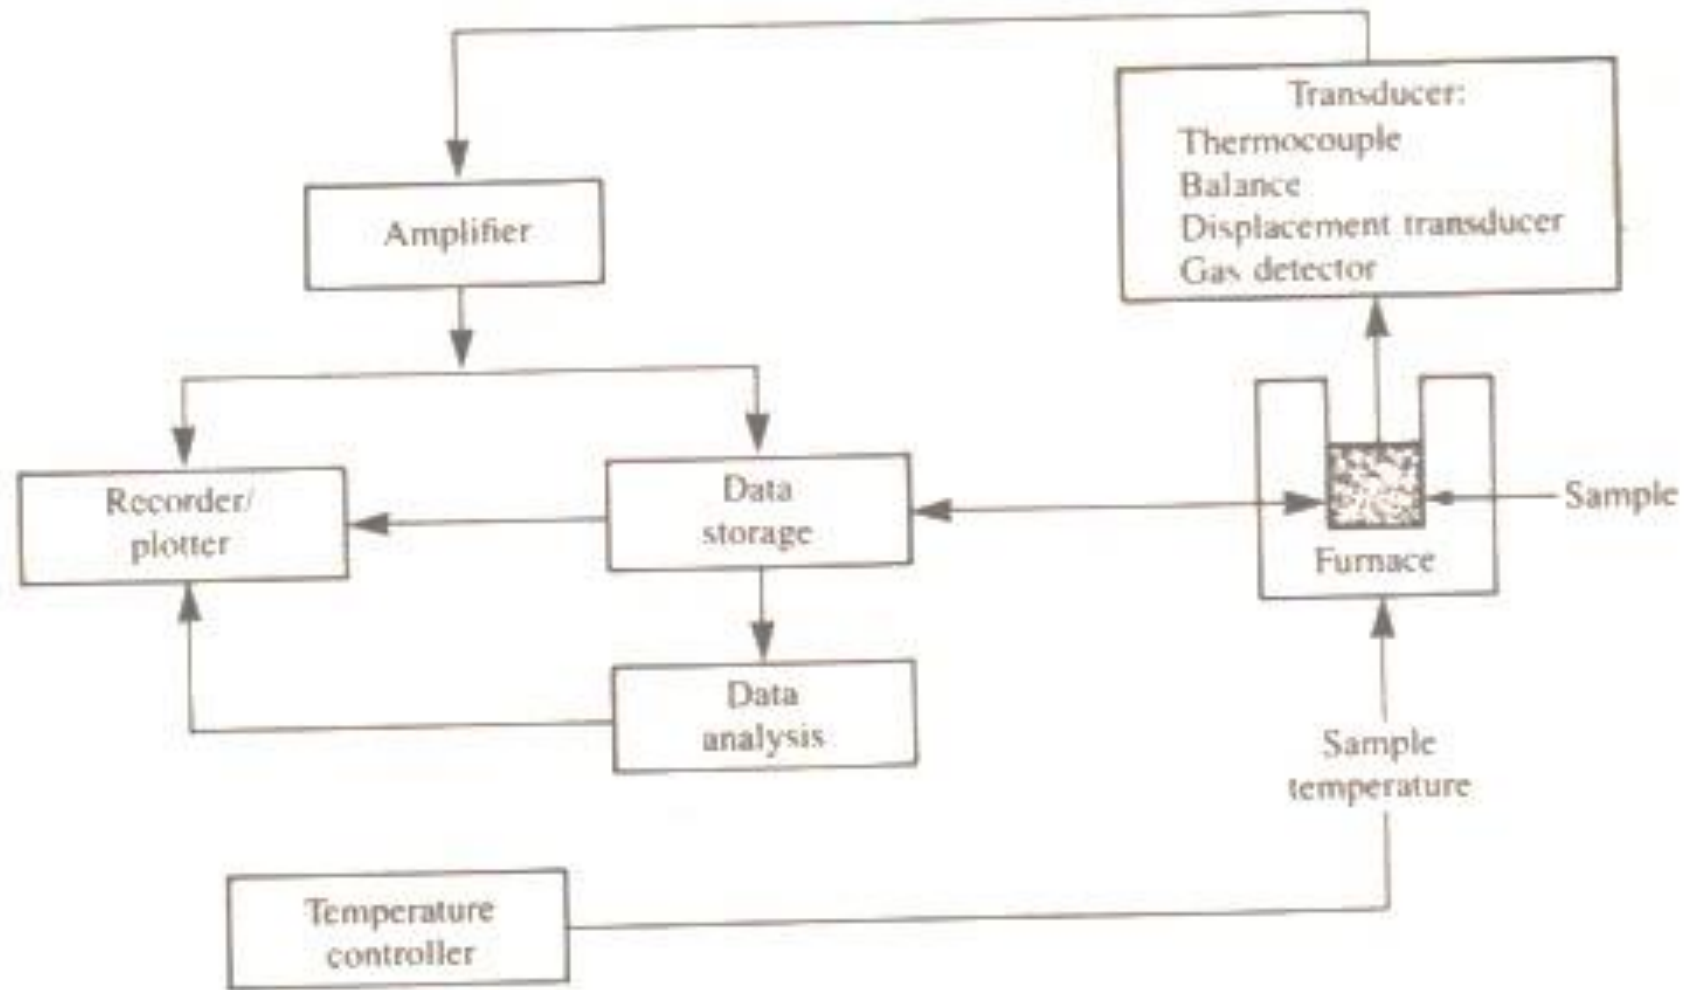 Transducer:
Thermocouple
Balance
Displacement transducer
Gas detector
Amplifier
Recorder/
plotter
Data
storage
Sample
Furnace
Data
analysis
Sample
temperature
Temperature
controller